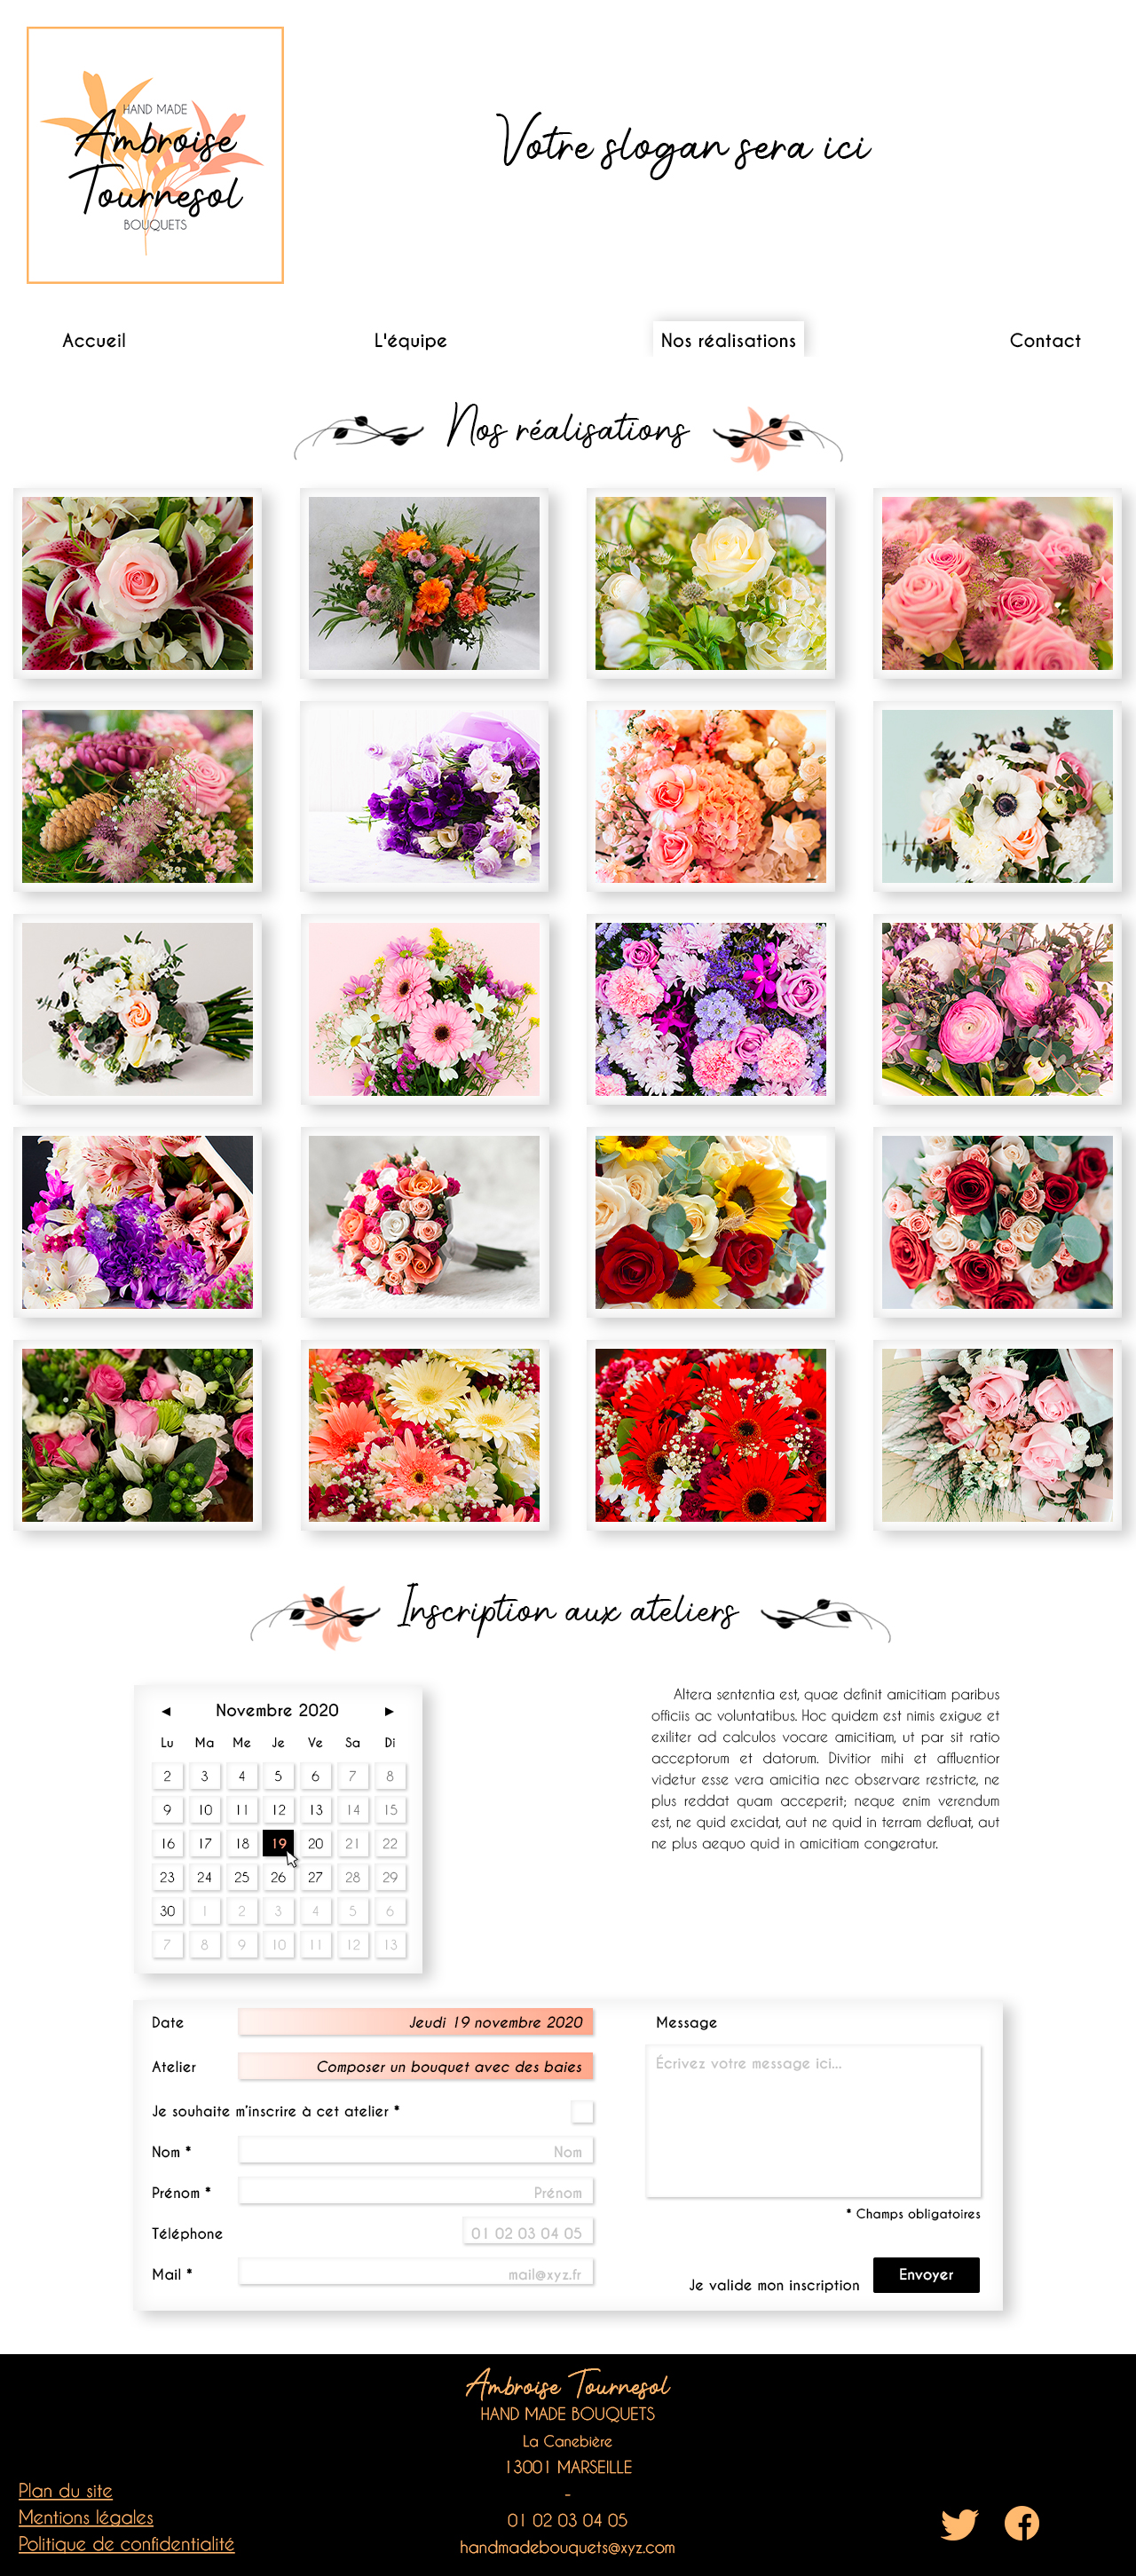 HAND MADE
Ambroise
Tournesol
BOUQUETS
Votre slogan sera ici
Accueil
L'équipe
Nos réalisations
Contact
Nos réalisations
Inscription aux ateliers
◄ Novembre 2020 ►
Lu Ma Me Je Ve Sa Di
2 3 4 5 6 7 8
9 10 11 12 13 14 15
16 17 18 19 20 21 22
23 24 25 26 27 28 29
30 1 2 3 4 5 6
7 8 9 10 11 12 13
Altera sententia est, quae definit amicitiam paribus
officiis ac voluntatibus. Hoc quidem est nimis exigue et
exiliter ad calculos vocare amicitiam, ut par sit ratio
acceptorum et datorum. Divitior mihi et affluentior
videtur esse vera amicitia nec observare restricte, ne
plus reddat quam acceperit; neque enim verendum
est, ne quid excidat, aut ne quid in terram defluat, aut
ne plus aequo quid in amicitiam congeratur.
Date
Jeudi 19 novembre 2020
Atelier
Composer un bouquet avec des baies
Je souhaite m'inscrire à cet atelier *
Nom *
Nom
Prénom *
Prénom
Téléphone
01 02 03 04 05
Mail *
mail@xyz.fr
Message
Écrivez votre message ici...
* Champs obligatoires
Je valide mon inscription
Envoyer
Ambroise Tournesol
HAND MADE BOUQUETS
La Canebière
13001 MARSEILLE
-
01 02 03 04 05
handmadebouquets@xyz.com
Plan du site
Mentions légales
Politique de confidentialité